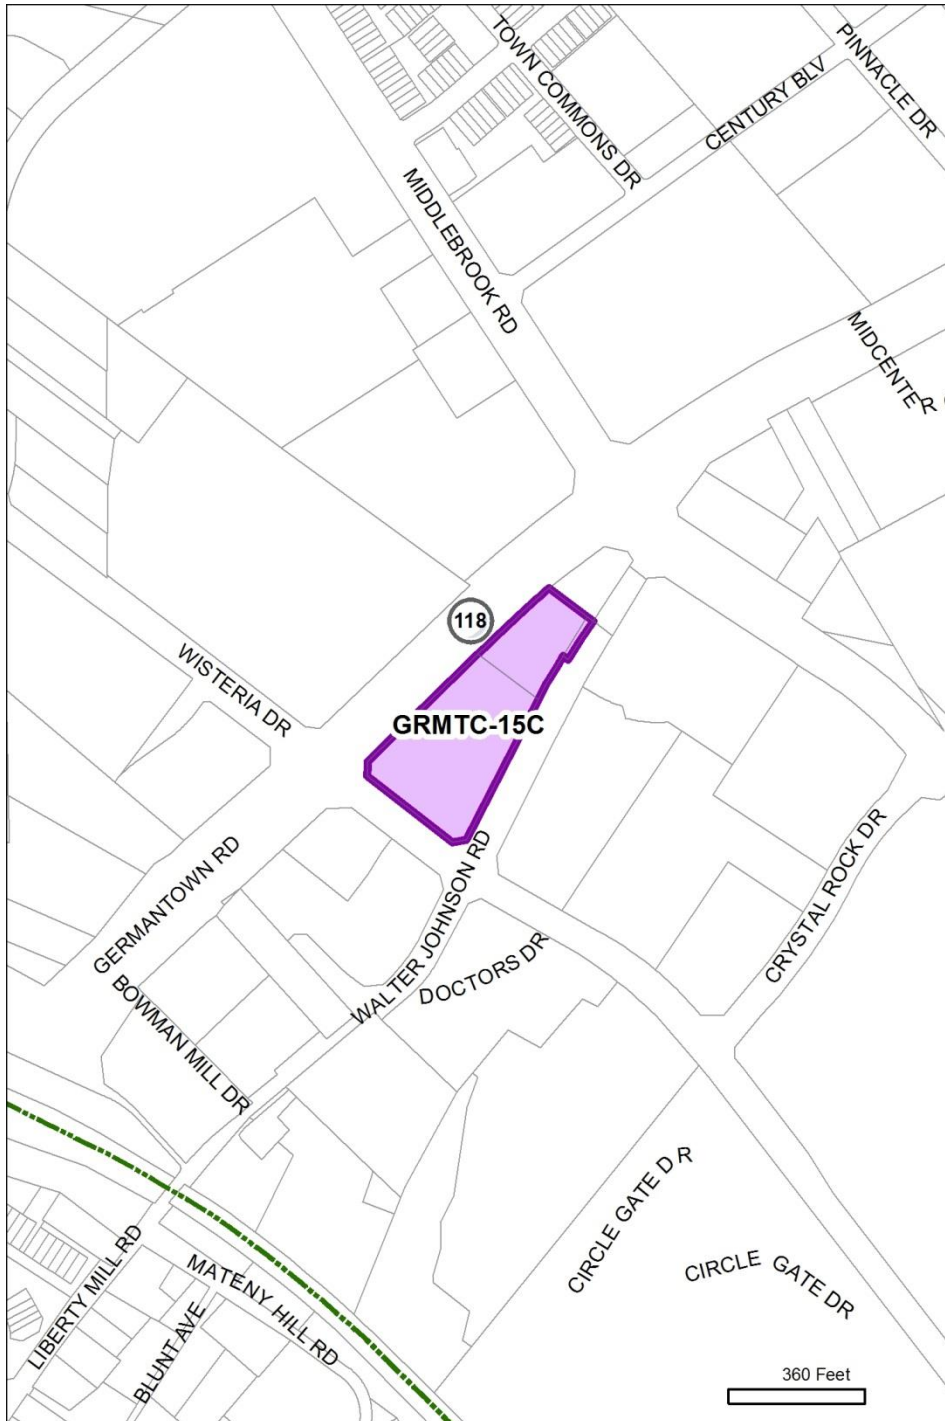 TOWN COMMONS DR
PINNACLE DR
CENTURY BLV
MIDDLEBROOK RD
MIDCENTE R C
118
WISTERIA DR
GRMTC-15C
GERMANTOWN RD
WALTER JOHNSON RD
CRYSTAL ROCK DR
DOCTORS DR
BOWMAN MILL DR
CIRCLE GATE D R
CIRCLE GATE DR
LIBERTY MILL RD
MATENY HILL RD
BLUNT AVE
360 Feet